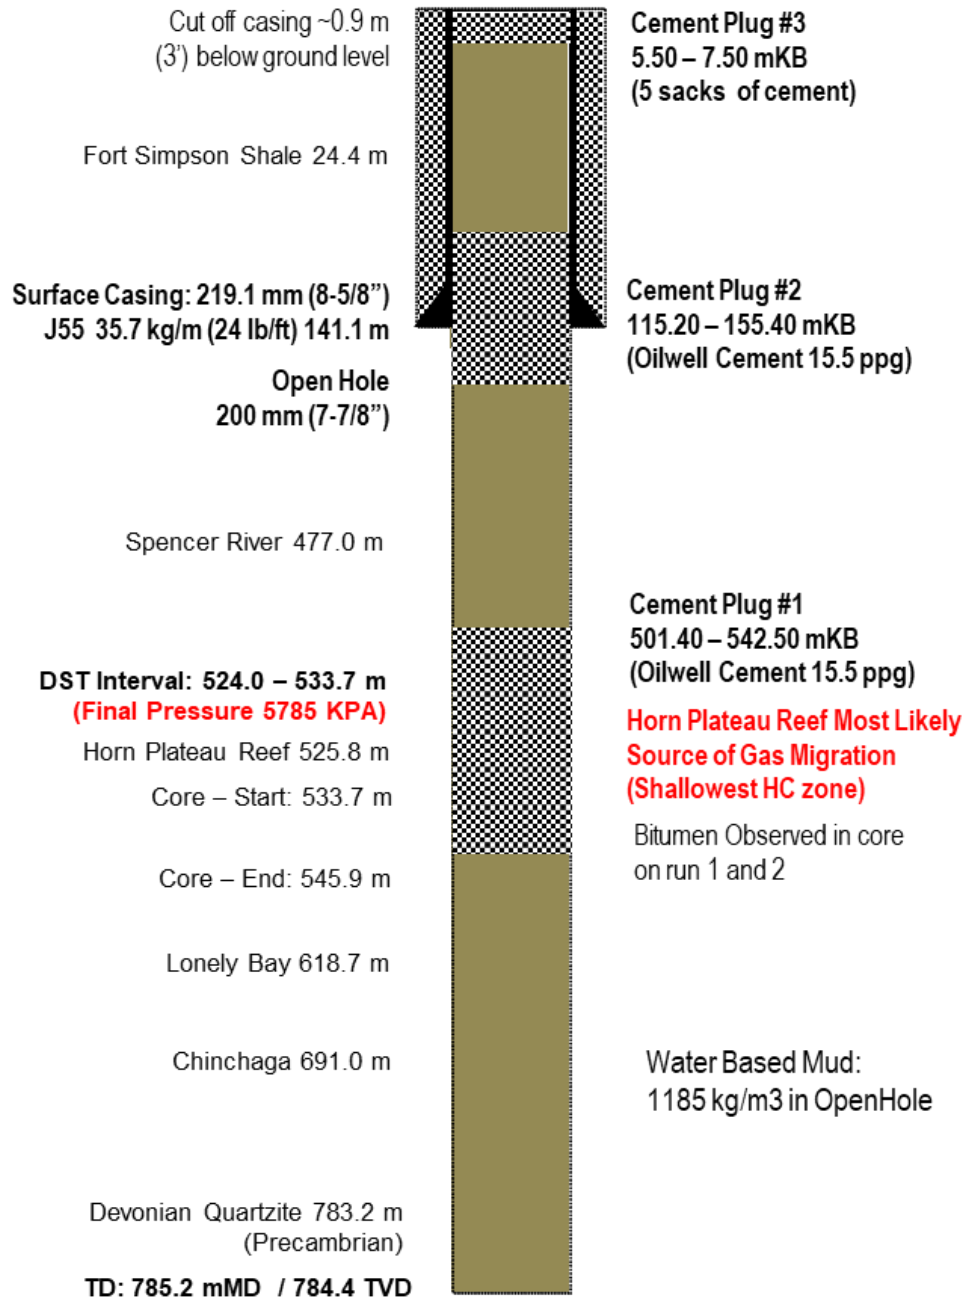 Cut off casing ~0.9 m
(3’) below ground level
Cement Plug #3
5.50 – 7.50 mKB
(5 sacks of cement)
Fort Simpson Shale 24.4 m
Surface Casing: 219.1 mm (8-5/8”)
J55 35.7 kg/m (24 lb/ft) 141.1 m
Cement Plug #2
115.20 – 155.40 mKB
(Oilwell Cement 15.5 ppg)
Open Hole
200 mm (7-7/8”)
Spencer River 477.0 m
Cement Plug #1
501.40 – 542.50 mKB
(Oilwell Cement 15.5 ppg)
DST Interval: 524.0 – 533.7 m
(Final Pressure 5785 KPA)
Horn Plateau Reef 525.8 m
Core – Start: 533.7 m
Horn Plateau Reef Most Likely
Source of Gas Migration
(Shallowest HC zone)
Bitumen Observed in core
on run 1 and 2
Core – End: 545.9 m
Lonely Bay 618.7 m
Chinchaga 691.0 m
Water Based Mud:
1185 kg/m3 in OpenHole
Devonian Quartzite 783.2 m
(Precambrian)
TD: 785.2 mMD / 784.4 TVD